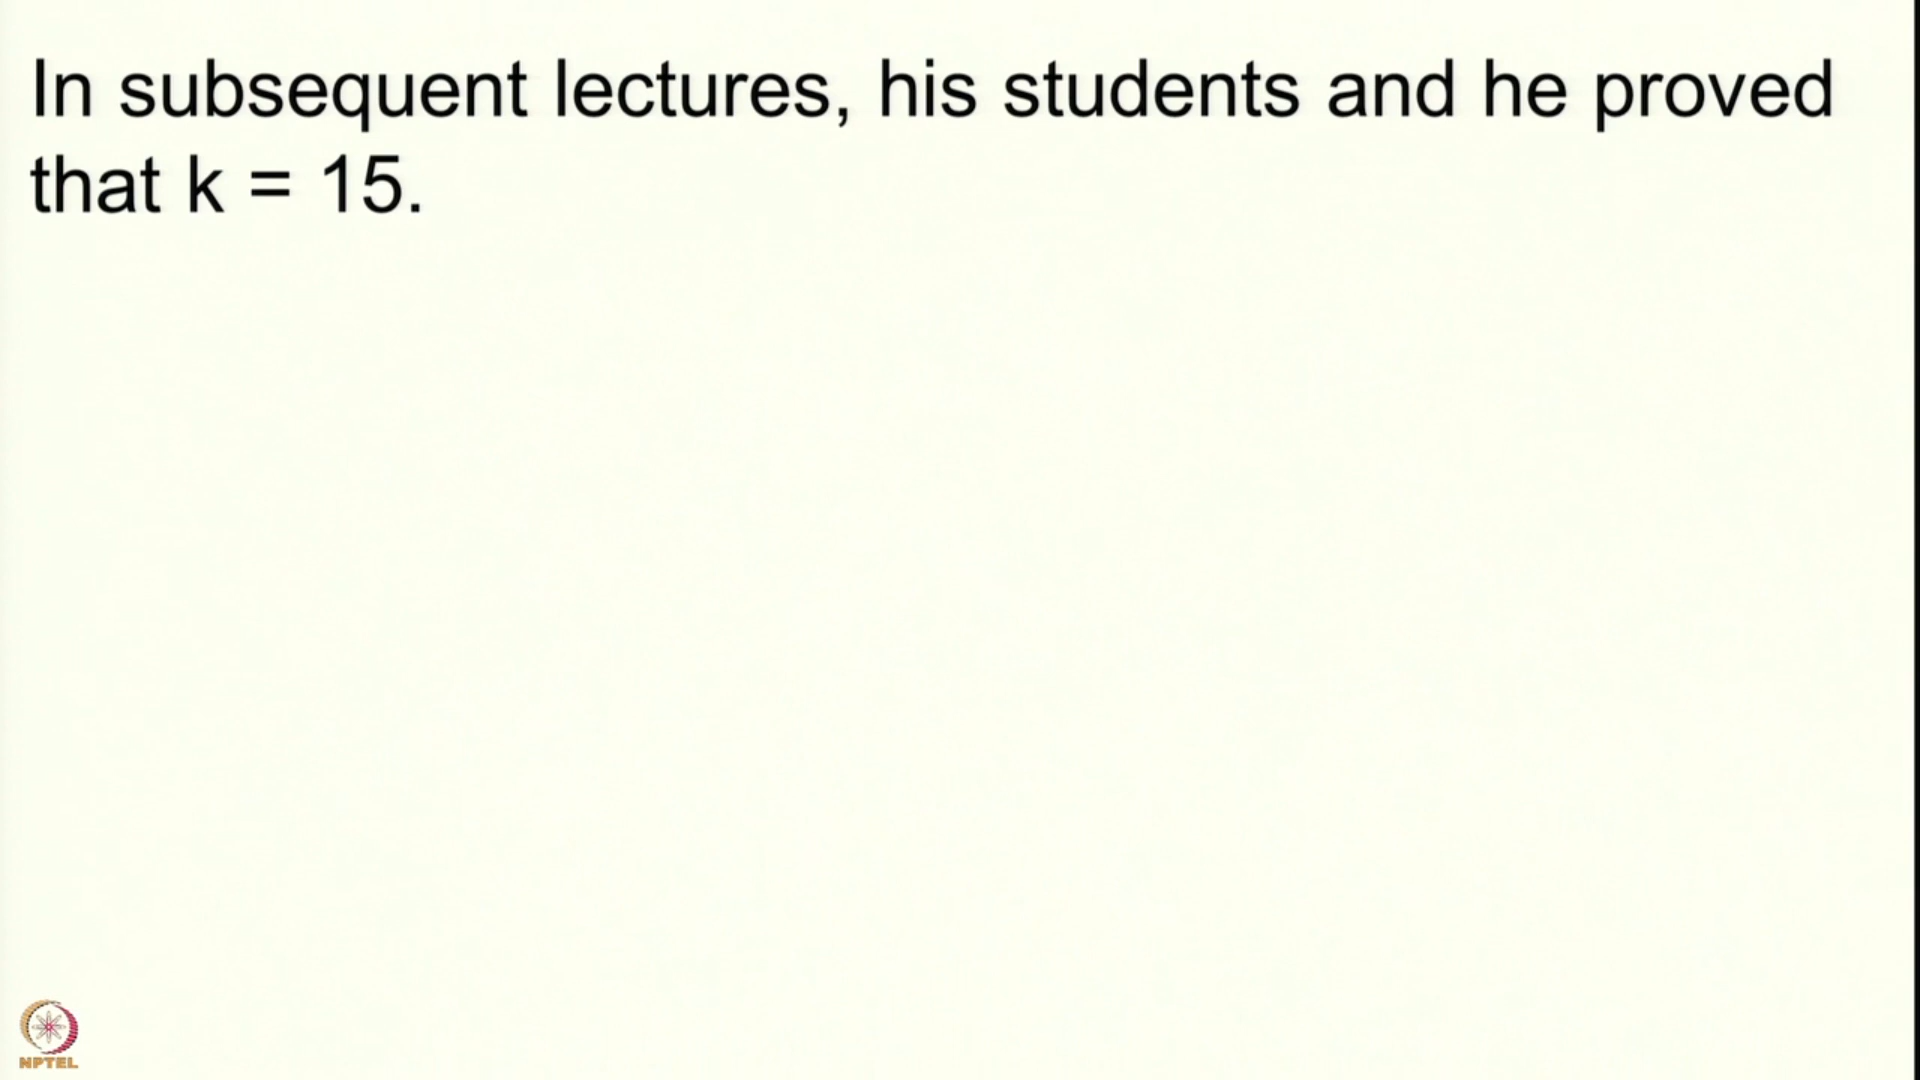 In subsequent lectures, his students and he proved
that k = 15.
NPTEL